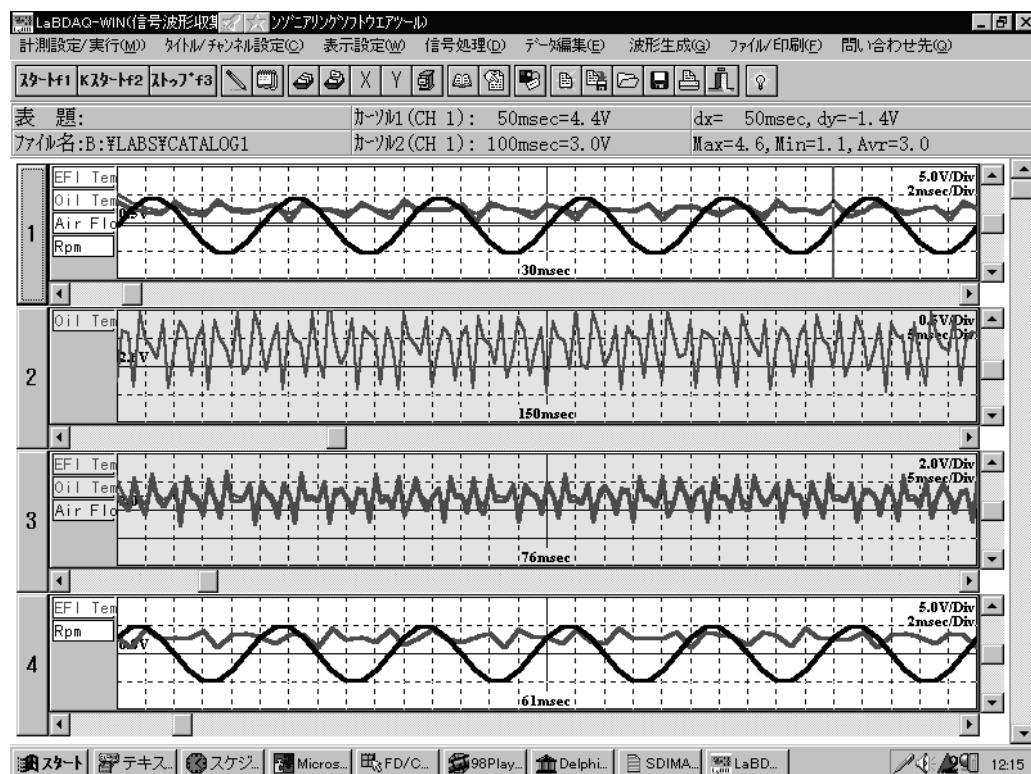 LaBDAQ-WIN(信号波形収集 ンジニアリングソフトウエアツール)
計測設定/実行(M) タイトル/チャンネル設定(C) 表示設定(W) 信号処理(D) データ編集(E) 波形生成(G) ファイル/印刷(F) 問い合わせ先(Q)
スタートf1 Kスタートf2 ストップf3 X Y
表 題: カーソル1(CH 1): 50msec=4.4V dx= 50msec, dy=-1.4V
ファイル名:B:¥LABS¥CATALOG1 カーソル2(CH 1): 100msec=3.0V Max=4.6, Min=1.1, Avr=3.0
1
EFI Tem
Oil Tem
Air Flo
Rpm
5.0V/Div
2msec/Div
30msec
2
Oil Tem
0.5V/Div
5msec/Div
150msec
3
EFI Tem
Oil Tem
Air Flo
2.0V/Div
5msec/Div
76msec
4
EFI Tem
Rpm
5.0V/Div
2msec/Div
61msec
スタート テキス... スケジ... Micros... FD/C... 98Play... Delphi... SDIMA... LaBD... 12:15